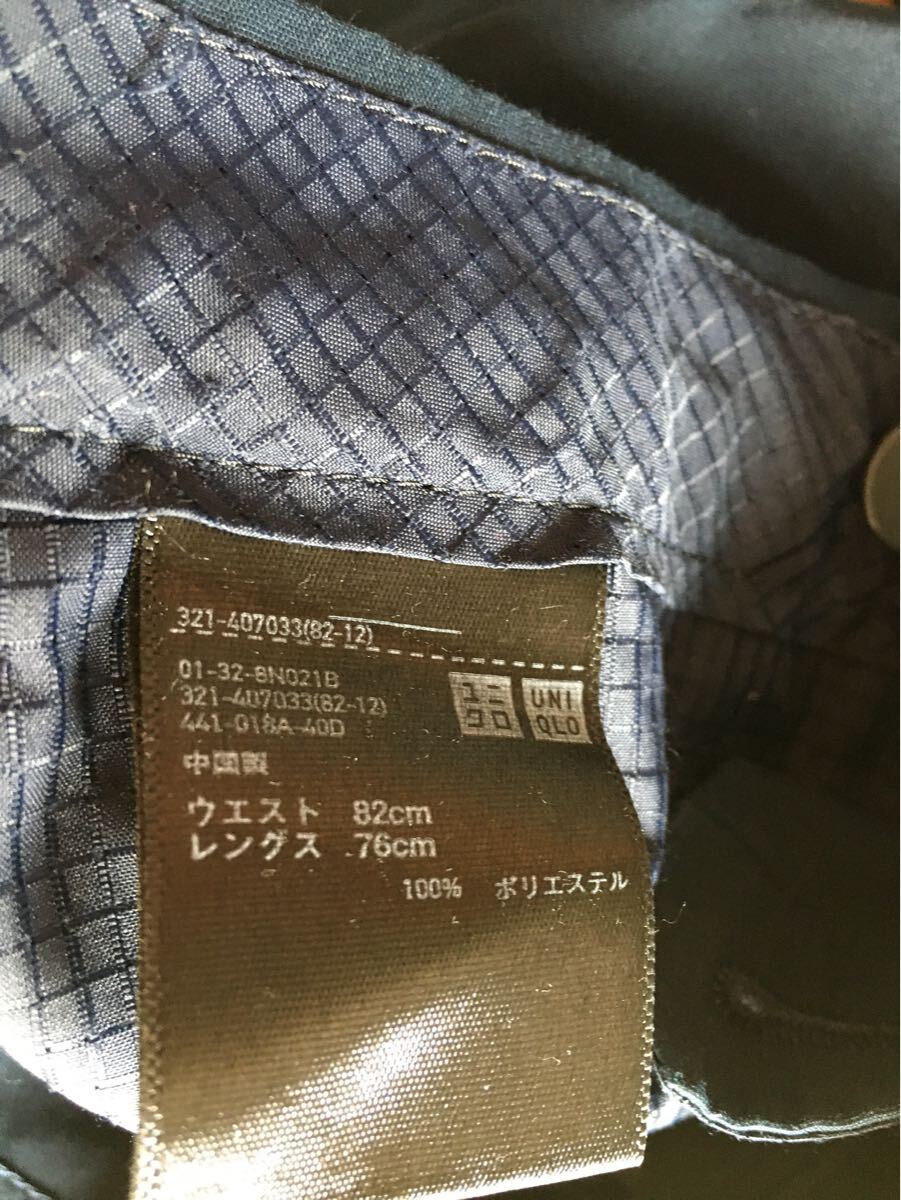 321-407033(82-12)
01-32-8N021B
321-407033(82-12)
441-018A-40D
ユニ
クロ
UNI
QLO
中国製
ウエスト 82cm
レングス 76cm
100% ポリエステル